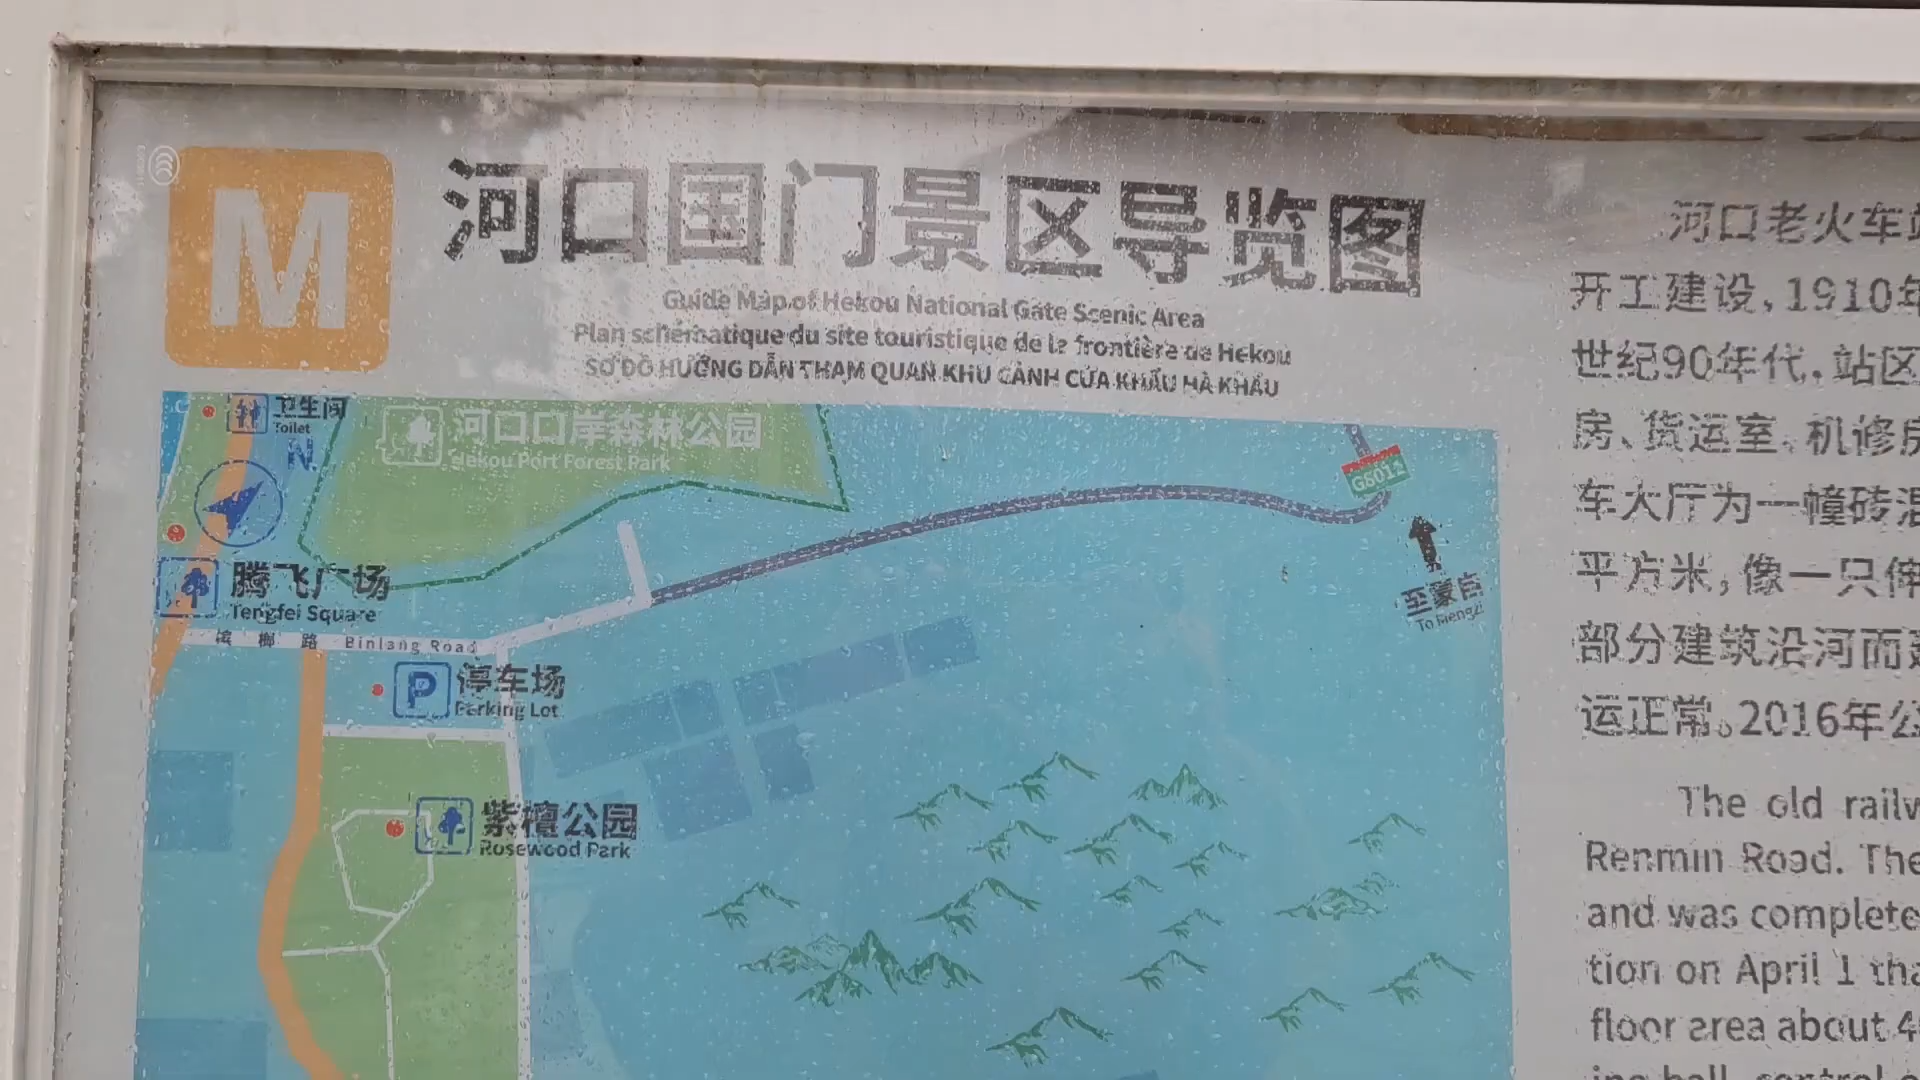 M
河口国门景区导览图
Guide Map of Hekou National Gate Scenic Area
Plan schématique du site touristique de la frontière de Hekou
SƠ ĐỒ HƯỚNG DẪN THAM QUAN KHU CẢNH CỬA KHẨU HÀ KHẨU
卫生间
Toilet
N
河口口岸森林公园
Hekou Port Forest Park
G8011
至蒙自
To Mengzi
腾飞广场
Tengfei Square
槟榔路 Binlang Road
P
停车场
Parking Lot
紫檀公园
Rosewood Park
河口老火车
开工建设,1910年
世纪90年代,站区
房、货运室、机修
车大厅为一幢砖混
平方米,像一只
部分建筑沿河而
运正常。2016年
The old
Renmin Road. The
and was complete
tion on April 1
floor area about